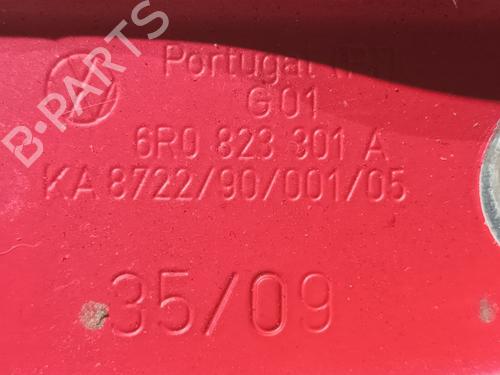 Portugal
G01
6R0 823 301 A
KA 8722/90/001/05
35/09
B-PARTS